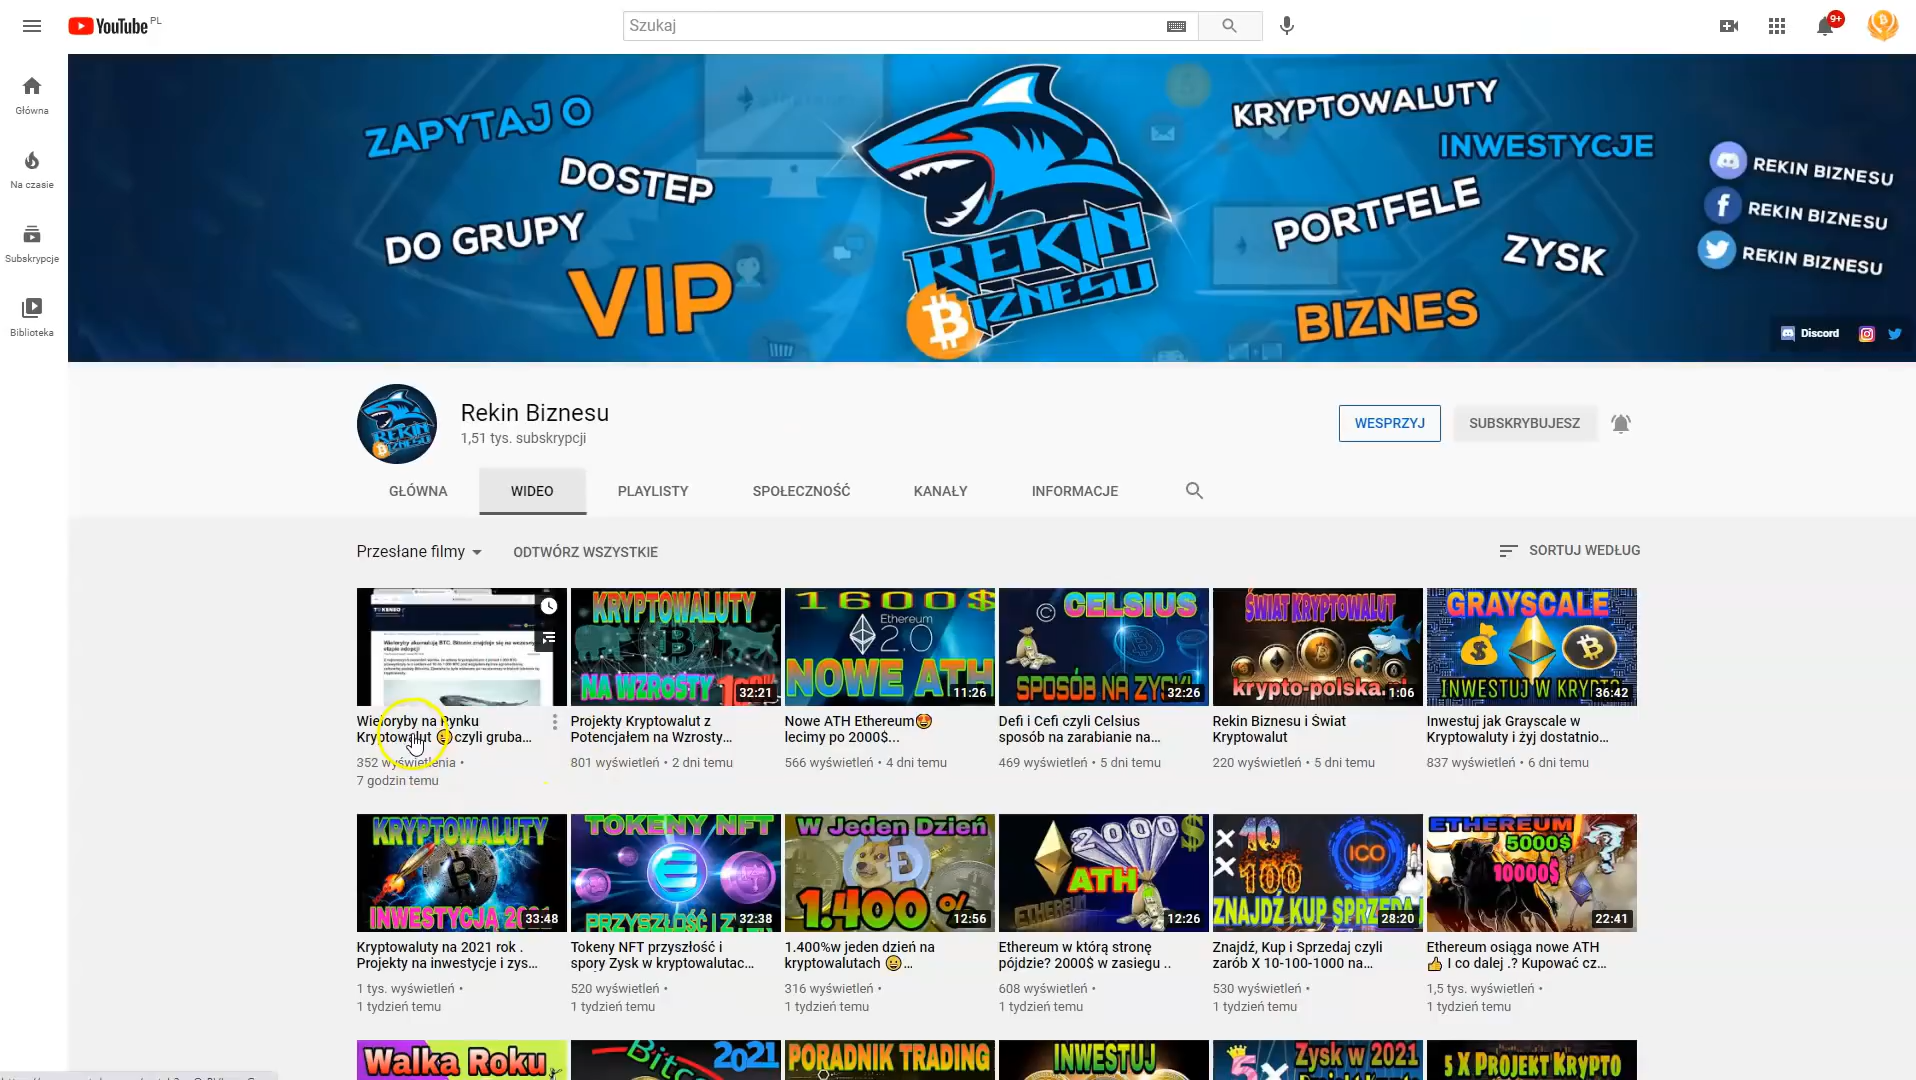 YouTube PL
Szukaj
9+
Główna
Na czasie
Subskrypcje
Biblioteka
ZAPYTAJ O
DOSTEP
DO GRUPY
VIP
REKIN
BIZNESU
KRYPTOWALUTY
INWESTYCJE
PORTFELE
ZYSK
BIZNES
REKIN BIZNESU
REKIN BIZNESU
REKIN BIZNESU
Discord
Rekin Biznesu
1,51 tys. subskrypcji
WESPRZYJ
SUBSKRYBUJESZ
GŁÓWNA
WIDEO
PLAYLISTY
SPOŁECZNOŚĆ
KANAŁY
INFORMACJE
Przesłane filmy
ODTWÓRZ WSZYSTKIE
SORTUJ WEDŁUG
KRYPTOWALUTY
NA WZROSTY
32:21
1600$
Ethereum
2.0
NOWE ATH
11:26
© CELSIUS
SPOSÓB NA ZYSK
32:26
ŚWIAT KRYPTOWALUT
krypto-polska.
1:06
GRAYSCALE
INWESTUJ W KRYPTO
36:42
Wieloryby na Rynku
Kryptowalut czyli gruba...
352 wyświetlenia •
7 godzin temu
Projekty Kryptowalut z
Potencjałem na Wzrosty...
801 wyświetleń • 2 dni temu
Nowe ATH Ethereum🤩
lecimy po 2000$...
566 wyświetleń • 4 dni temu
Defi i Cefi czyli Celsius
sposób na zarabianie na...
469 wyświetleń • 5 dni temu
Rekin Biznesu i Świat
Kryptowalut
220 wyświetleń • 5 dni temu
Inwestuj jak Grayscale w
Kryptowaluty i żyj dostatnio...
837 wyświetleń • 6 dni temu
KRYPTOWALUTY
INWESTYCJA 2021
33:48
TOKENY NFT
PRZYSZŁOŚĆ I
32:38
W Jeden Dzień
1.400 %
12:56
2000$
ATH
ETHEREUM
12:26
X 10
X 100
ICO
ZNAJDŹ KUP SPRZEDAJ
28:20
ETHEREUM
5000$
10000$
22:41
Kryptowaluty na 2021 rok .
Projekty na inwestycje i zys...
1 tys. wyświetleń •
1 tydzień temu
Tokeny NFT przyszłość i
spory Zysk w kryptowalutac...
520 wyświetleń •
1 tydzień temu
1.400%w jeden dzień na
kryptowalutach 😀...
316 wyświetleń •
1 tydzień temu
Ethereum w którą stronę
pójdzie? 2000$ w zasiegu ..
608 wyświetleń •
1 tydzień temu
Znajdź, Kup i Sprzedaj czyli
zarób X 10-100-1000 na...
530 wyświetleń •
1 tydzień temu
Ethereum osiąga nowe ATH
👍 I co dalej .? Kupować cz...
1,5 tys. wyświetleń •
1 tydzień temu
Walka Roku
2021
PORADNIK TRADING
INWESTUJ
5 X
Zysk w 2021
5 X PROJEKT KRYPTO